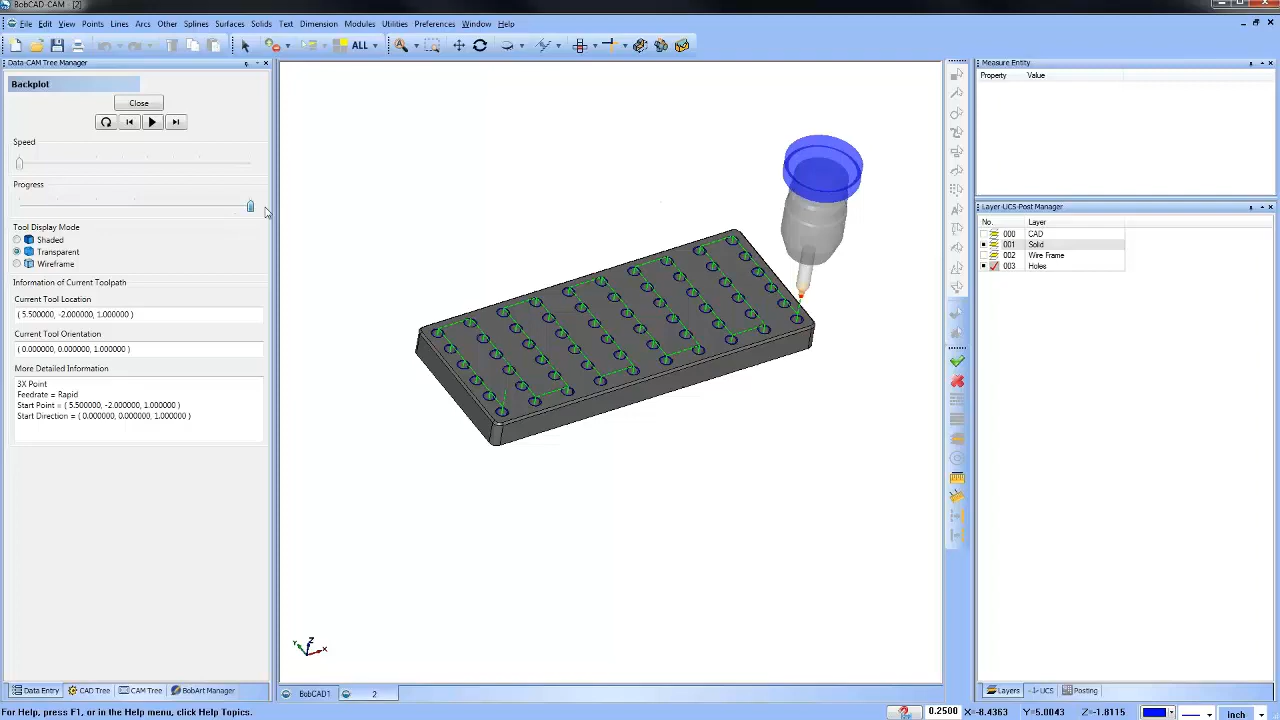 BobCAD-CAM - [2]
File Edit View Points Lines Arcs Other Splines Surfaces Solids Text Dimension Modules Utilities Preferences Window Help
ALL
Data-CAM Tree Manager
Backplot
Close
Speed
Progress
Tool Display Mode
Shaded
Transparent
Wireframe
Information of Current Toolpath
Current Tool Location
( 5.500000, -2.000000, 1.000000 )
Current Tool Orientation
( 0.000000, 0.000000, 1.000000 )
More Detailed Information
3X Point
Feedrate = Rapid
Start Point = ( 5.500000, -2.000000, 1.000000 )
Start Direction = ( 0.000000, 0.000000, 1.000000 )
Data Entry CAD Tree CAM Tree BobArt Manager
Z
Y
X
BobCAD1 2
Measure Entity
Property Value
Layer-UCS-Post Manager
No. Layer
000 CAD
001 Solid
002 Wire Frame
003 Holes
Layers UCS Posting
For Help, press F1, or in the Help menu, click Help Topics.
0.2500 X=-8.4363 Y=5.0043 Z=-1.8115 Inch